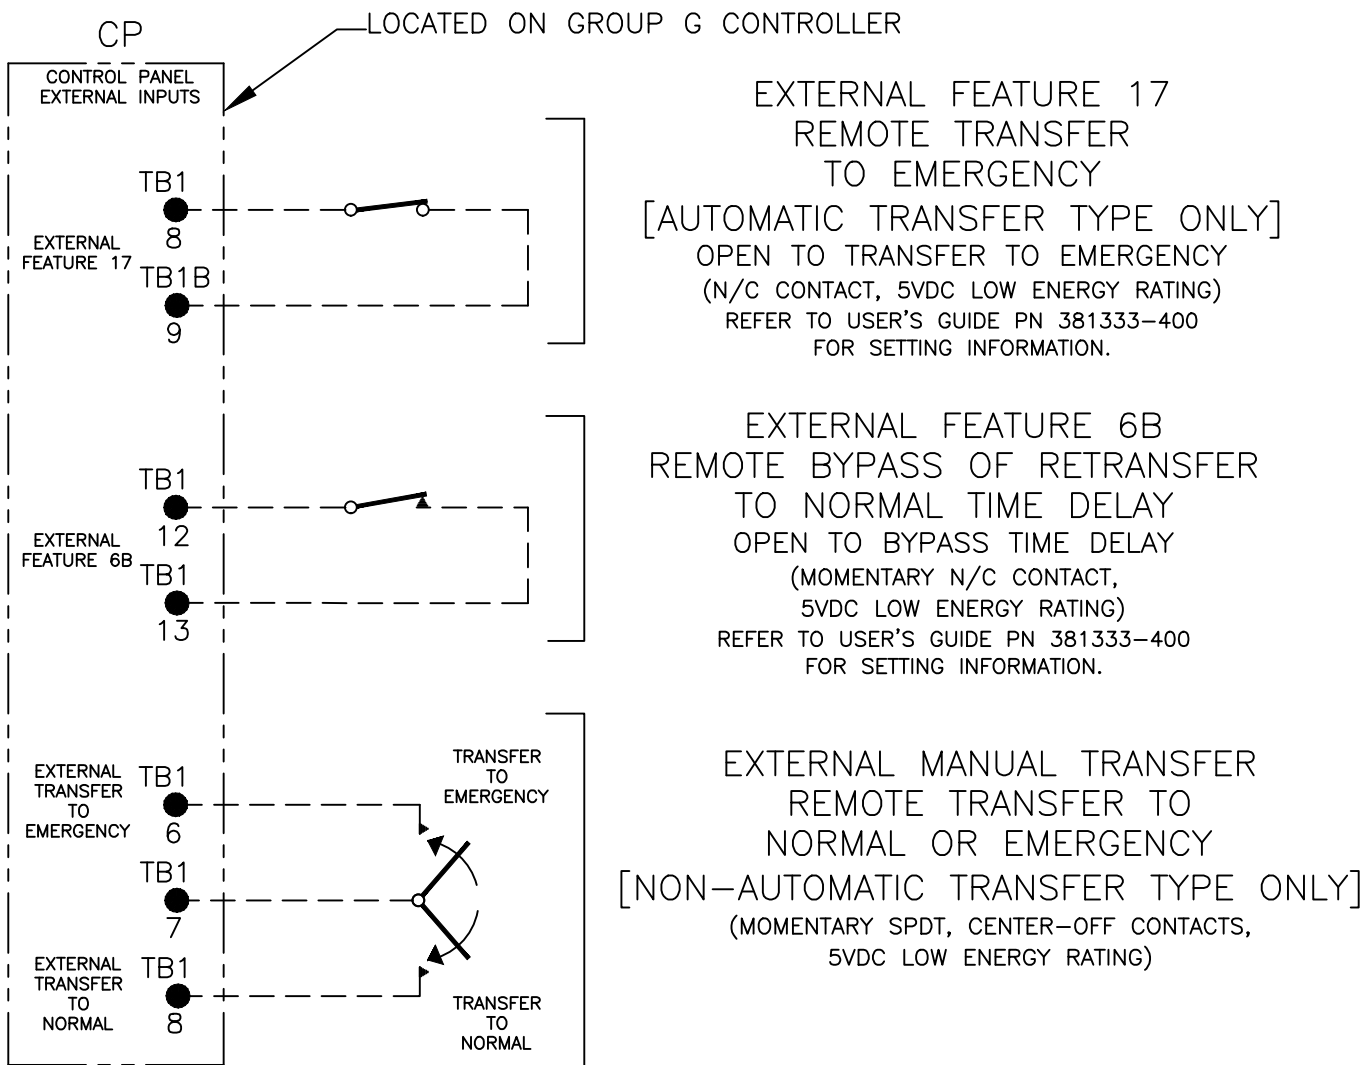 LOCATED ON GROUP G CONTROLLER
CP
CONTROL PANEL
EXTERNAL INPUTS
EXTERNAL FEATURE 17
REMOTE TRANSFER
TO EMERGENCY
[AUTOMATIC TRANSFER TYPE ONLY]
OPEN TO TRANSFER TO EMERGENCY
(N/C CONTACT, 5VDC LOW ENERGY RATING)
REFER TO USER'S GUIDE PN 381333-400
FOR SETTING INFORMATION.
TB1
8
EXTERNAL
FEATURE 17
TB1B
9
EXTERNAL FEATURE 6B
REMOTE BYPASS OF RETRANSFER
TO NORMAL TIME DELAY
OPEN TO BYPASS TIME DELAY
(MOMENTARY N/C CONTACT,
5VDC LOW ENERGY RATING)
REFER TO USER'S GUIDE PN 381333-400
FOR SETTING INFORMATION.
TB1
12
EXTERNAL
FEATURE 6B
TB1
13
EXTERNAL MANUAL TRANSFER
REMOTE TRANSFER TO
NORMAL OR EMERGENCY
[NON-AUTOMATIC TRANSFER TYPE ONLY]
(MOMENTARY SPDT, CENTER-OFF CONTACTS,
5VDC LOW ENERGY RATING)
EXTERNAL
TRANSFER
TO
EMERGENCY
TB1
6
TRANSFER
TO
EMERGENCY
TB1
7
EXTERNAL
TRANSFER
TO
NORMAL
TB1
8
TRANSFER
TO
NORMAL